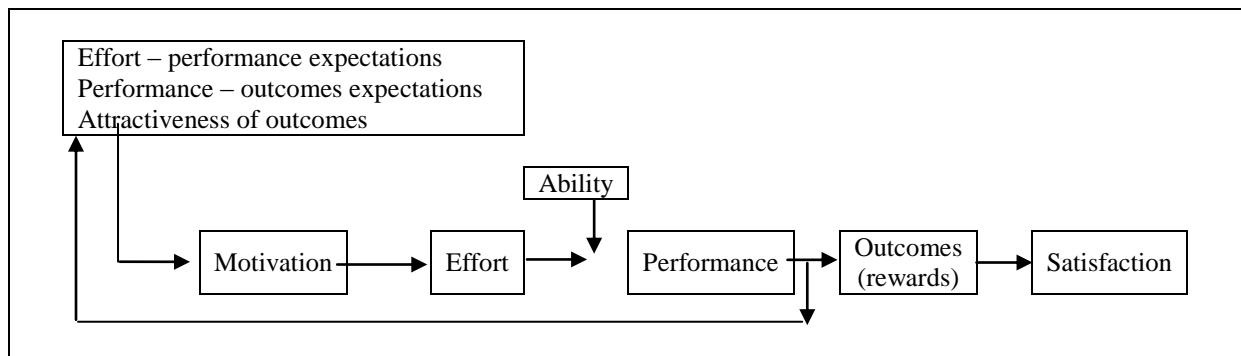 Effort – performance expectations
Performance – outcomes expectations
Attractiveness of outcomes
Ability
Motivation
Effort
Performance
Outcomes
(rewards)
Satisfaction